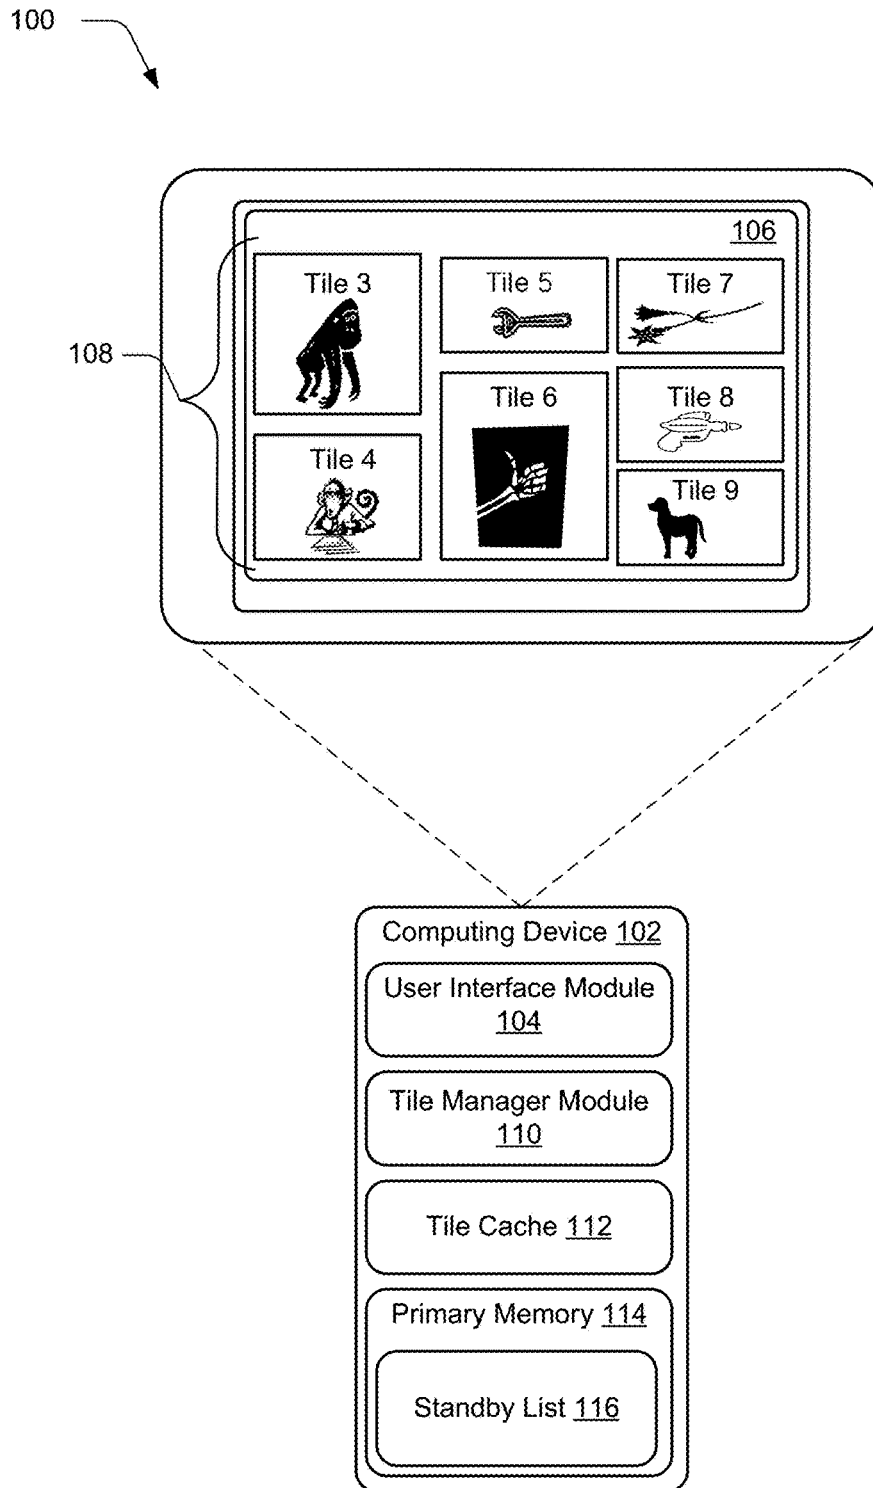 100
106
Tile 3
Tile 5
Tile 7
108
Tile 6
Tile 8
Tile 4
Tile 9
Computing Device 102
User Interface Module
104
Tile Manager Module
110
Tile Cache 112
Primary Memory 114
Standby List 116